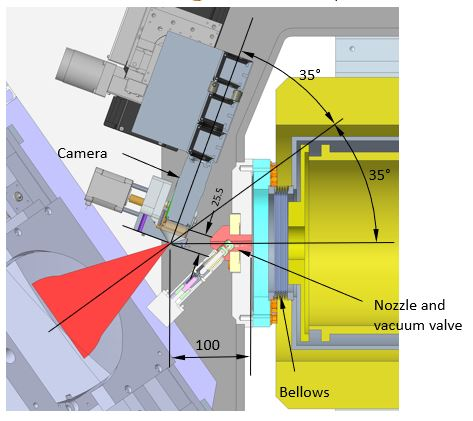 35°
Camera
35°
25.5
Nozzle and
vacuum valve
100
Bellows